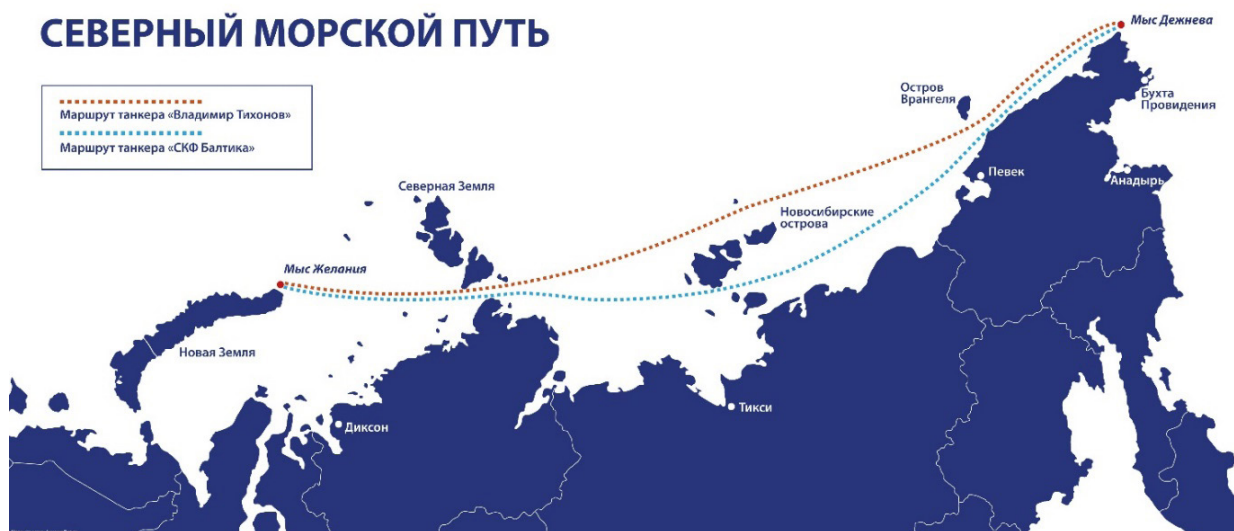 СЕВЕРНЫЙ МОРСКОЙ ПУТЬ
Маршрут танкера «Владимир Тихонов»
Маршрут танкера «СКФ Балтика»
Мыс Дежнева
Остров
Врангеля
Бухта
Провидения
Певек
Анадырь
Северная Земля
Новосибирские
острова
Мыс Желания
Новая Земля
Тикси
Диксон